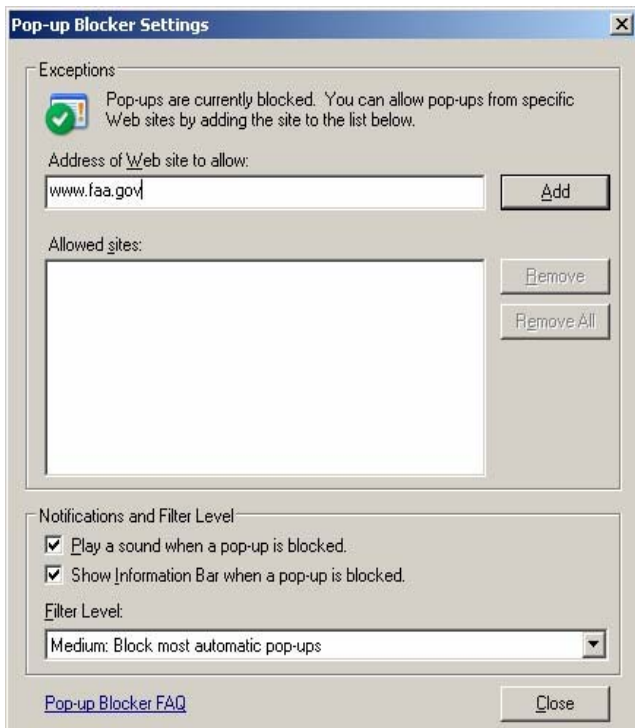 Pop-up Blocker Settings
Exceptions
Pop-ups are currently blocked. You can allow pop-ups from specific
Web sites by adding the site to the list below.
Address of Web site to allow:
www.faa.gov
Add
Allowed sites:
Remove
Remove All
Notifications and Filter Level
Play a sound when a pop-up is blocked.
Show Information Bar when a pop-up is blocked.
Filter Level:
Medium: Block most automatic pop-ups
Pop-up Blocker FAQ
Close